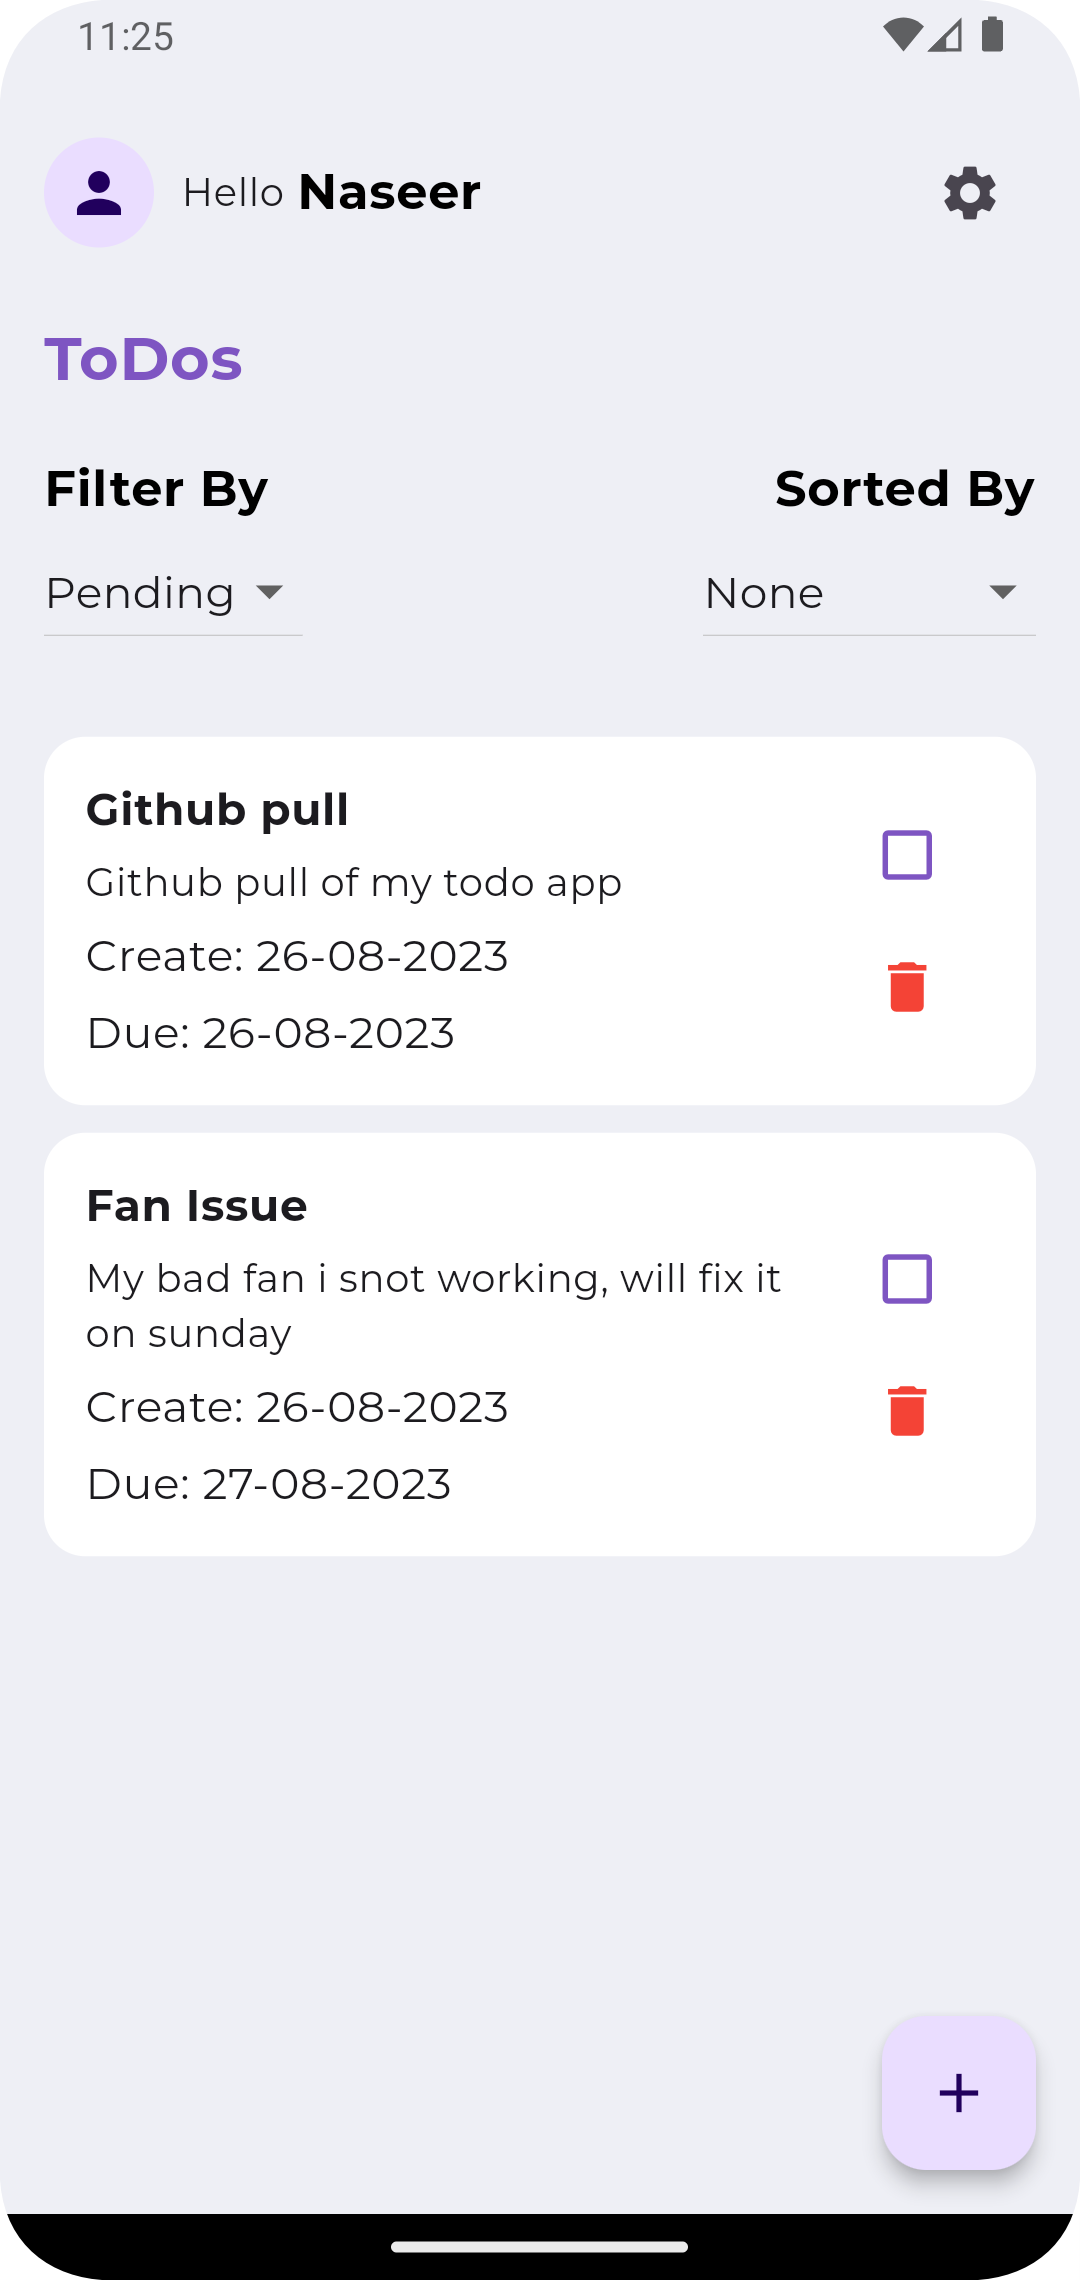 11:25
Hello Naseer
ToDos
Filter By
Sorted By
Pending
None
Github pull
Github pull of my todo app
Create: 26-08-2023
Due: 26-08-2023
Fan Issue
My bad fan i snot working, will fix it
on sunday
Create: 26-08-2023
Due: 27-08-2023